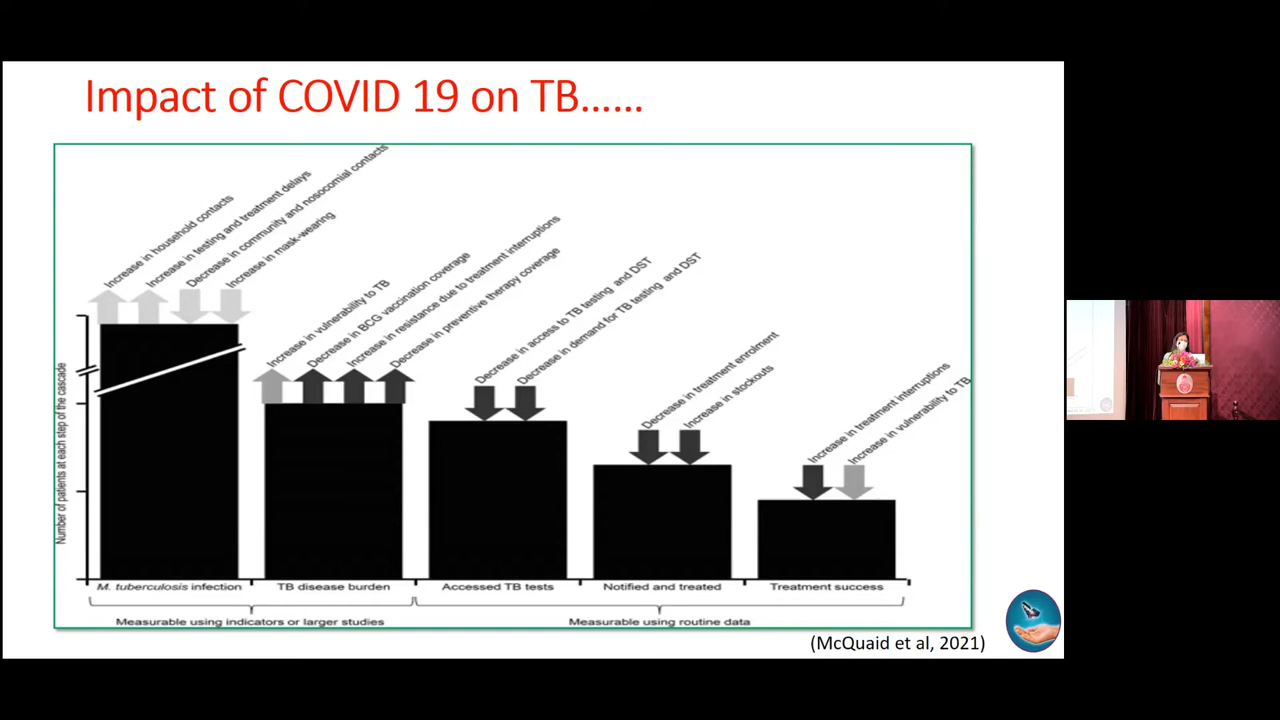 Impact of COVID 19 on TB......
Increase in household contacts
Increase in testing and treatment delays
Decrease in community and nosocomial contacts
Increase in mask-wearing
Increase in vulnerability to TB
Decrease in BCG vaccination coverage
Increase in resistance due to treatment interruptions
Decrease in preventive therapy coverage
Decrease in access to TB testing and DST
Decrease in demand for TB testing and DST
Decrease in treatment enrolment
Increase in stockouts
Increase in treatment interruptions
Increase in vulnerability to TB
Number of patients at each step of the cascade
M. tuberculosis infection
TB disease burden
Accessed TB tests
Notified and treated
Treatment success
Measurable using indicators or larger studies
Measurable using routine data
(McQuaid et al, 2021)